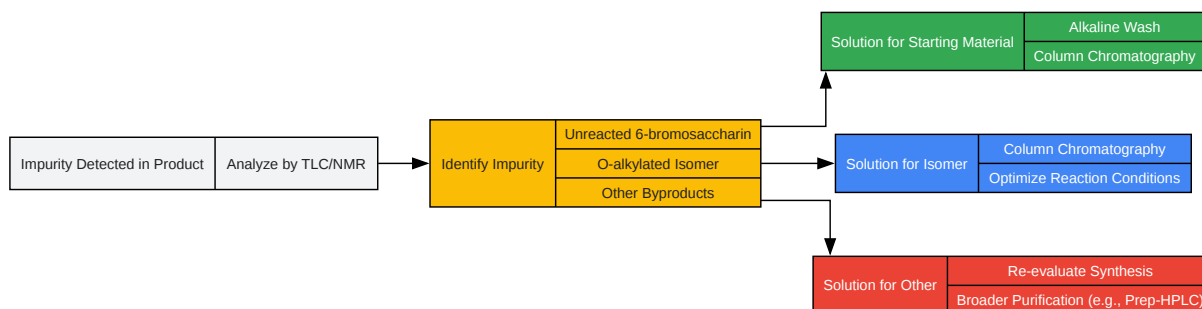 Impurity Detected in Product
Analyze by TLC/NMR
Identify Impurity
Unreacted 6-bromosaccharin
O-alkylated Isomer
Other Byproducts
Solution for Starting Material
Alkaline Wash
Column Chromatography
Solution for Isomer
Column Chromatography
Optimize Reaction Conditions
Solution for Other
Re-evaluate Synthesis
Broader Purification (e.g., Prep-HPLC)